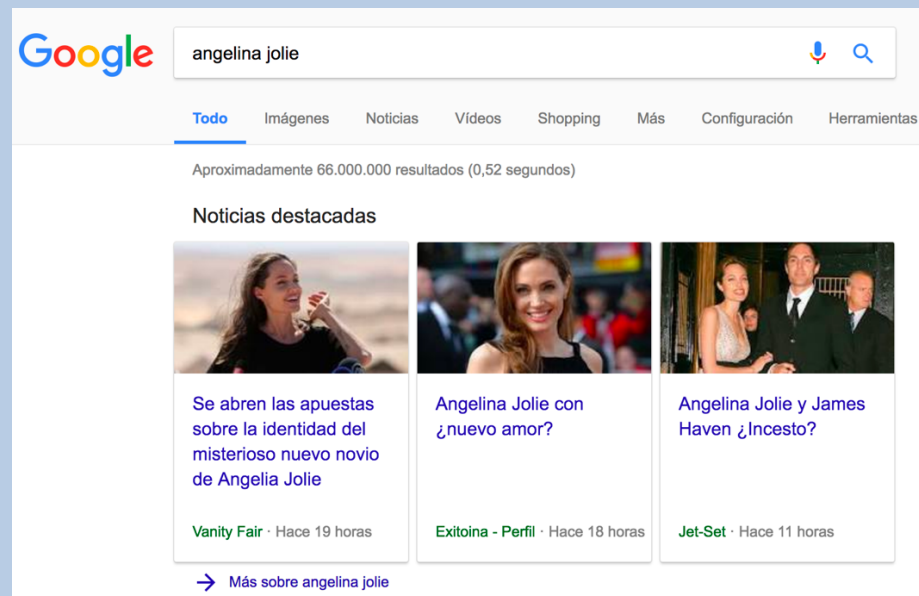 Google
angelina jolie
Todo Imágenes Noticias Vídeos Shopping Más Configuración Herramientas
Aproximadamente 66.000.000 resultados (0,52 segundos)
Noticias destacadas
Se abren las apuestas
sobre la identidad del
misterioso nuevo novio
de Angelia Jolie
Vanity Fair · Hace 19 horas
Angelina Jolie con
¿nuevo amor?
Exitoina - Perfil · Hace 18 horas
Angelina Jolie y James
Haven ¿Incesto?
Jet-Set · Hace 11 horas
Más sobre angelina jolie